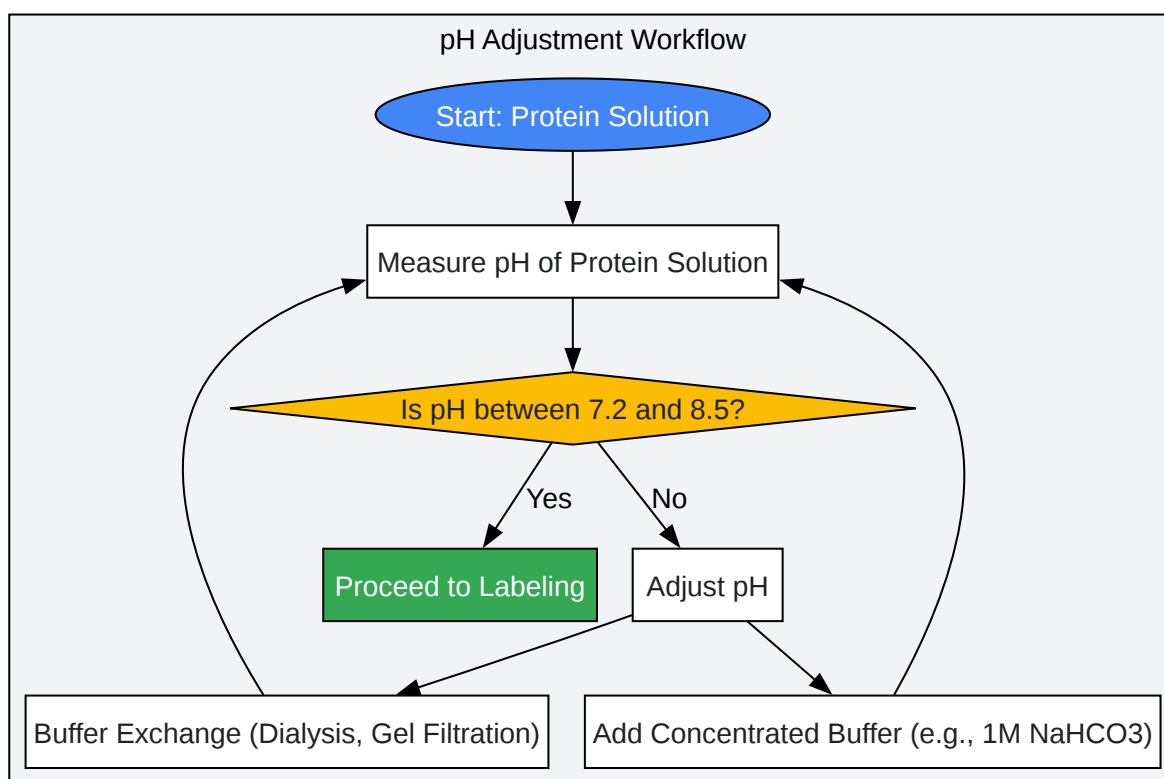 pH Adjustment Workflow
Start: Protein Solution
Measure pH of Protein Solution
Is pH between 7.2 and 8.5?
Yes
No
Proceed to Labeling
Adjust pH
Buffer Exchange (Dialysis, Gel Filtration)
Add Concentrated Buffer (e.g., 1M NaHCO3)